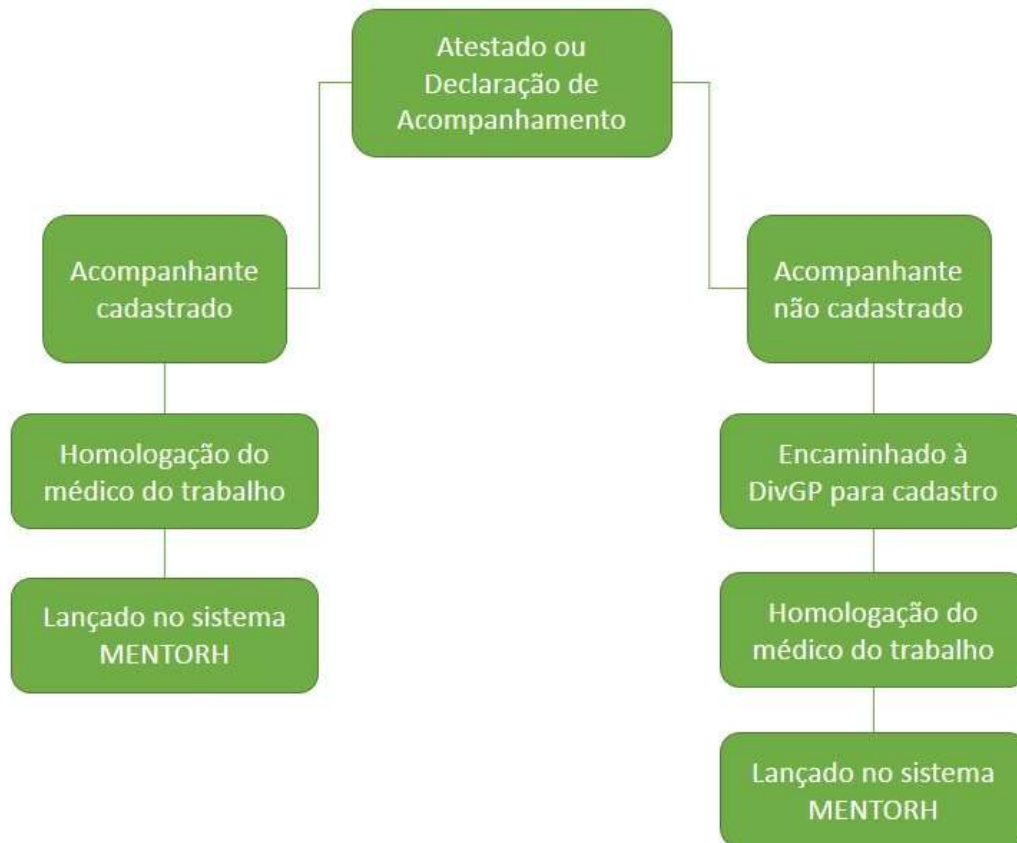 Atestado ou
Declaração de
Acompanhamento
Acompanhante
cadastrado
Homologação do
médico do trabalho
Lançado no sistema
MENTORH
Acompanhante
não cadastrado
Encaminhado à
DivGP para cadastro
Homologação do
médico do trabalho
Lançado no sistema
MENTORH